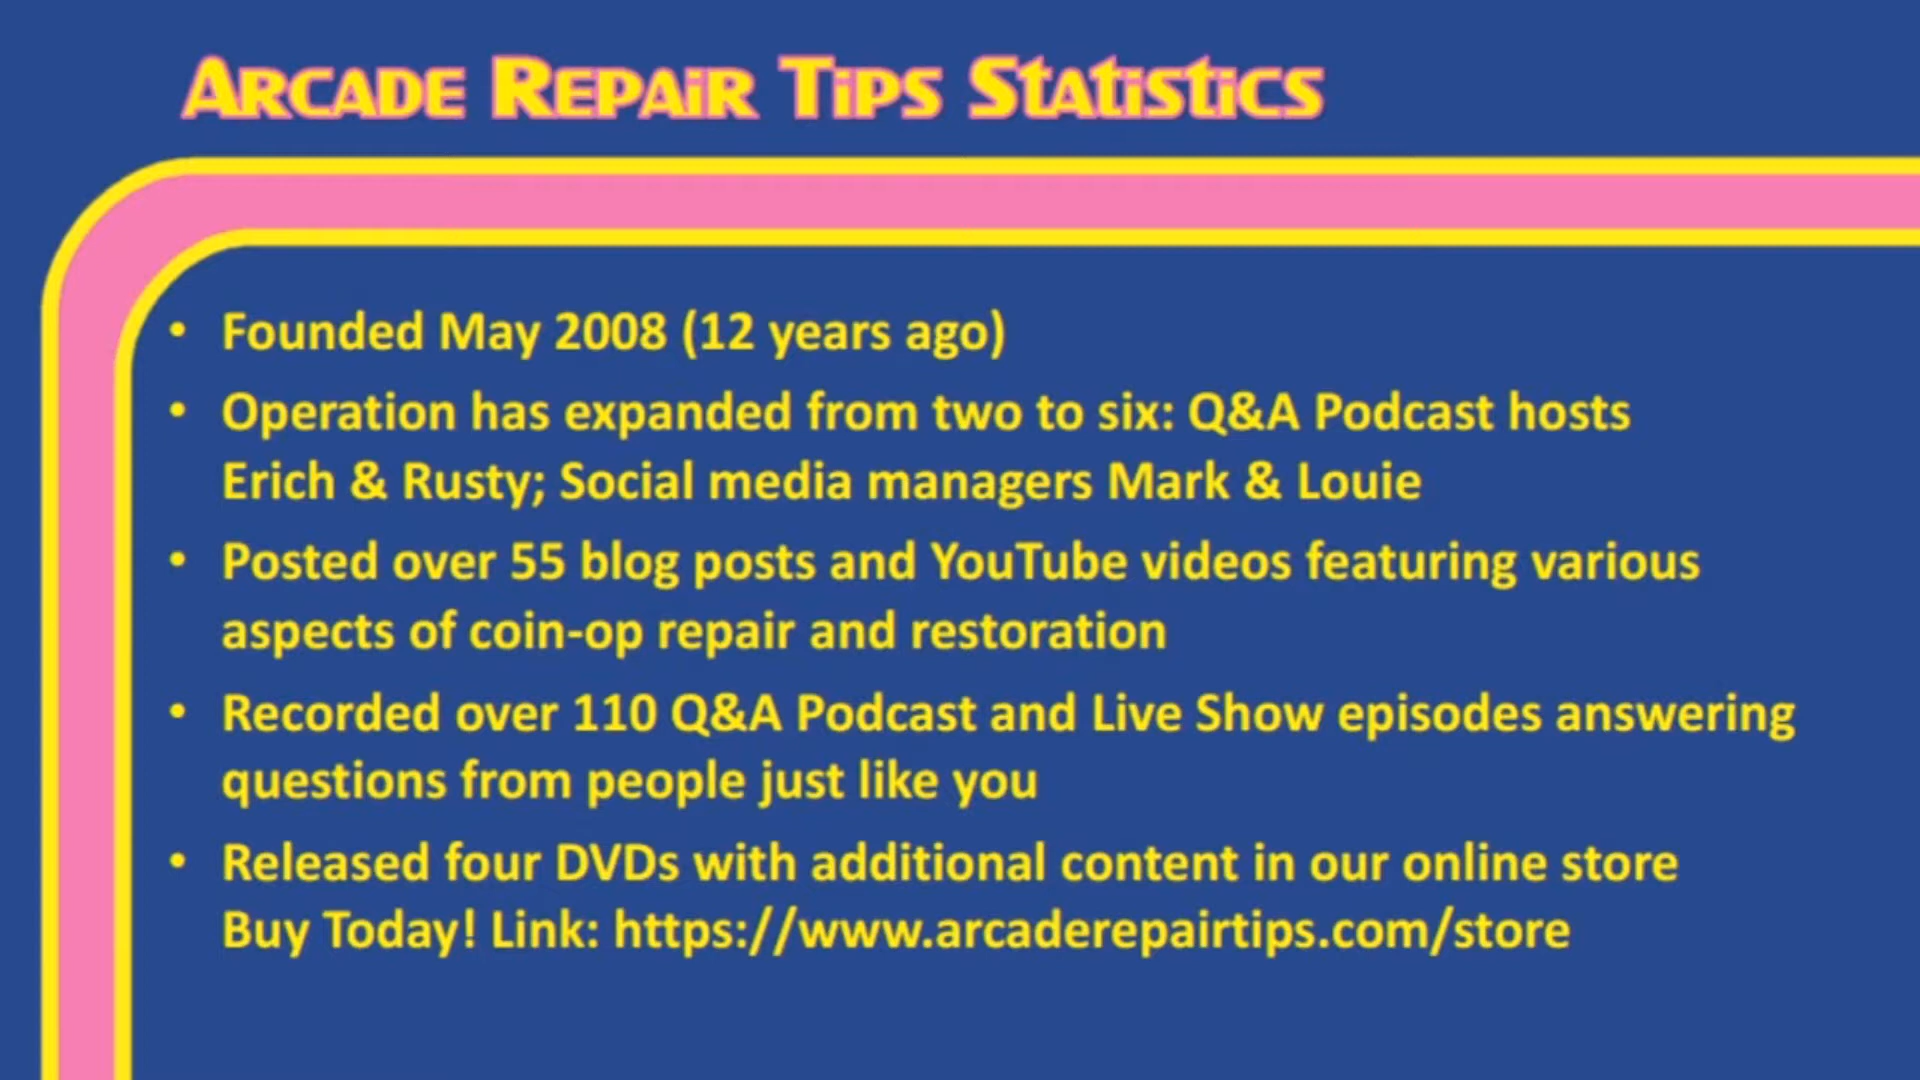 Arcade Repair Tips Statistics
• Founded May 2008 (12 years ago)
• Operation has expanded from two to six: Q&A Podcast hosts
Erich & Rusty; Social media managers Mark & Louie
• Posted over 55 blog posts and YouTube videos featuring various
aspects of coin-op repair and restoration
• Recorded over 110 Q&A Podcast and Live Show episodes answering
questions from people just like you
• Released four DVDs with additional content in our online store
Buy Today! Link: https://www.arcaderepairtips.com/store